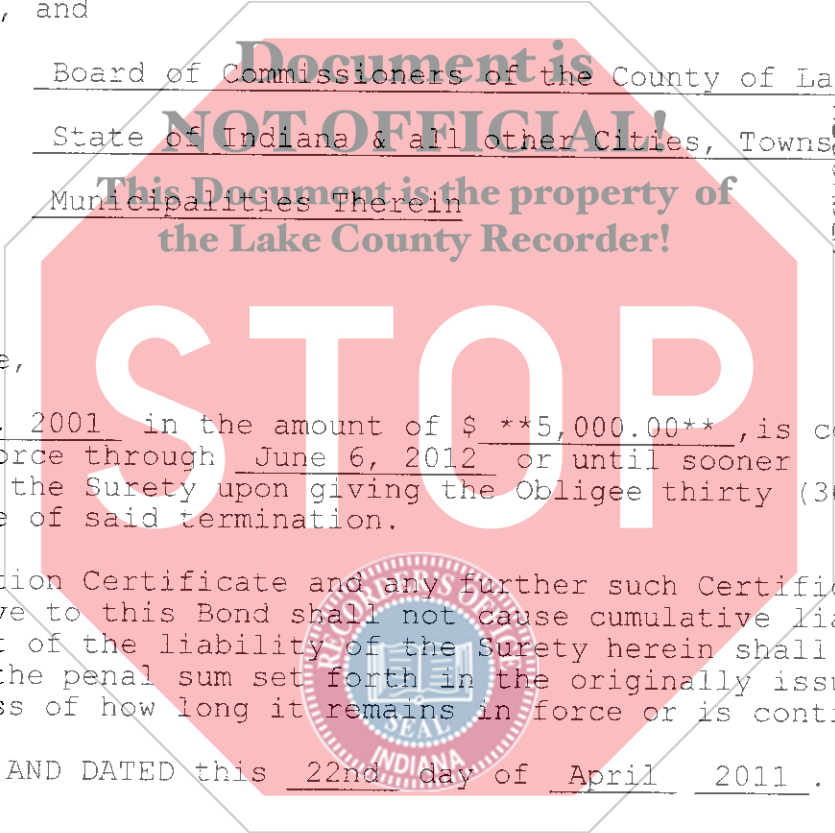 , and
Document is
Board of Commissioners of the County of La
NOT OFFICIAL!
State of Indiana & all other Cities, Towns
This Document is the property of
Municipalities Therein
the Lake County Recorder!
STOP
e,
2001 in the amount of $ **5,000.00** ,is c
orce through June 6, 2012 or until sooner
the Surety upon giving the Obligee thirty (3
e of said termination.
tion Certificate and any further such Certific
ve to this Bond shall not cause cumulative lia
t of the liability of the Surety herein shall
the penal sum set forth in the originally issu
ss of how long it remains in force or is conti
RECORDER'S OFFICE
SEAL
INDIANA
AND DATED this 22nd day of April 2011 .